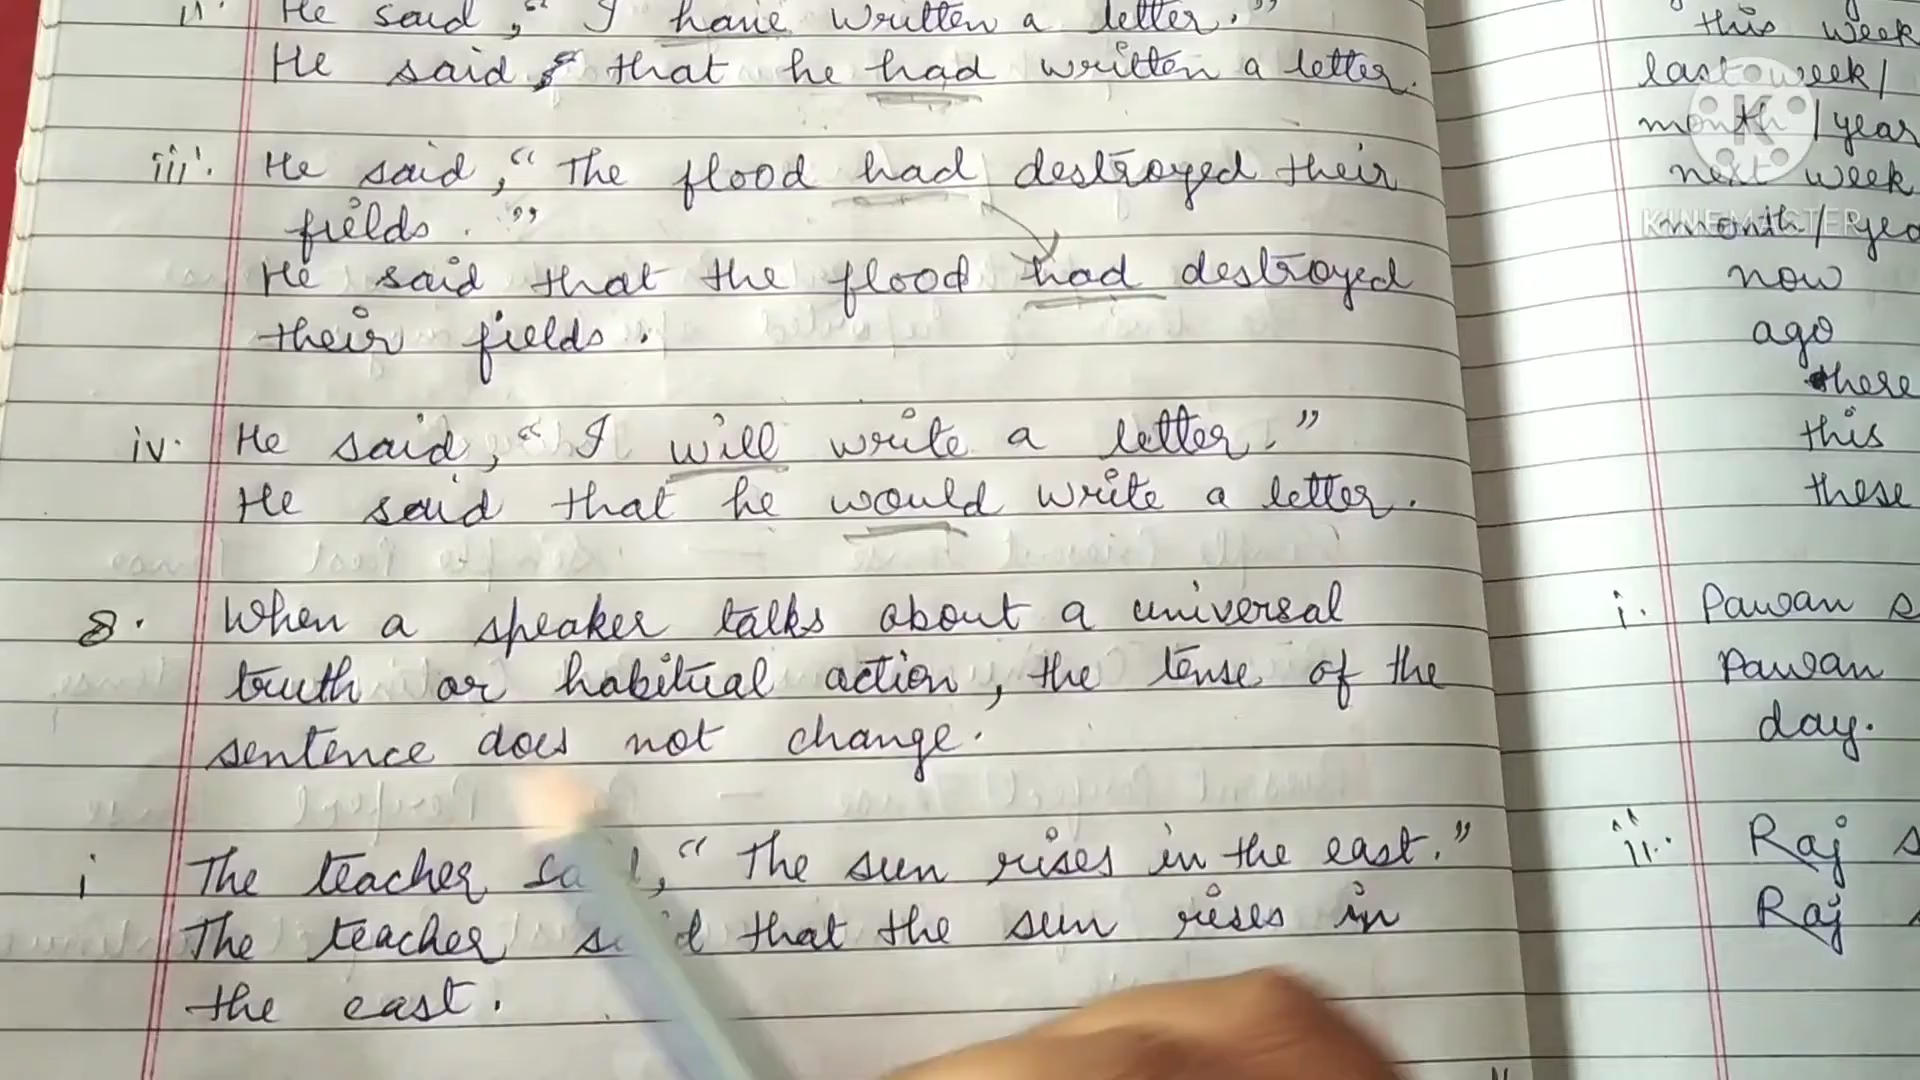 He said, " I have written a letter."
He said that he had written a letter.
iii. He said, " The flood had destroyed their
fields. "
He said that the flood had destroyed
their fields.
iv. He said, " I will write a letter. "
He said that he would write a letter.
8. When a speaker talks about a universal
truth or habitual action, the tense of the
sentence does not change.
i The teacher said, " The sun rises in the east. "
The teacher said that the sun rises in
the east.
this week
last week/
month/year
next week
month/
now
ago
this
these
i. Pawan
Pawan
day.
ii. Raj
Raj
K
KINEMASTER